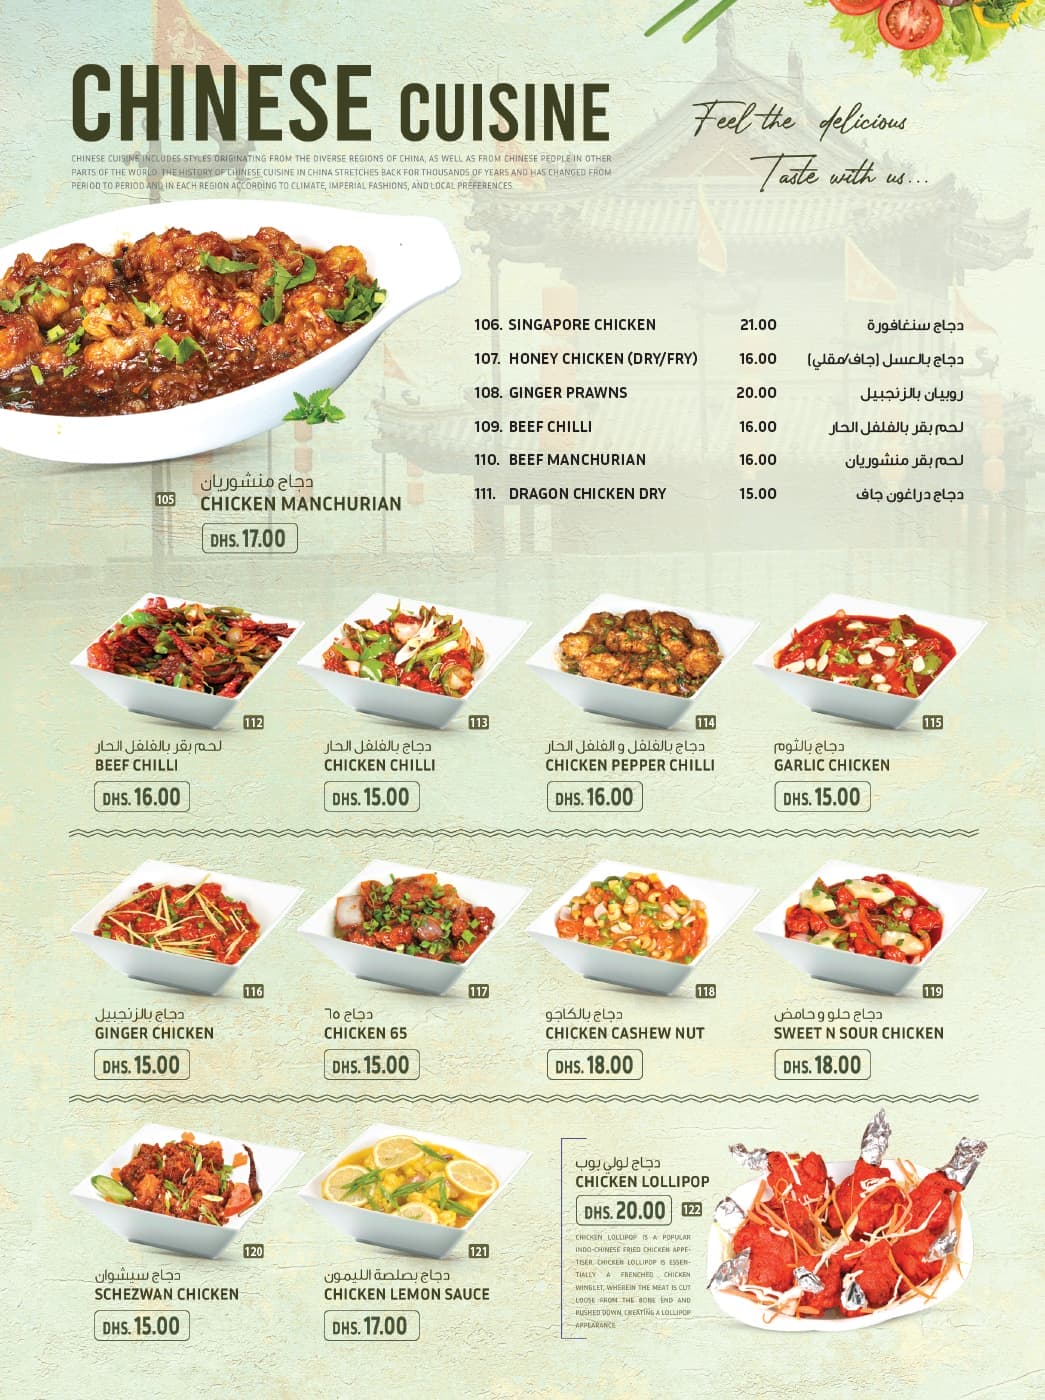 CHINESE CUISINE
CHINESE CUISINE INCLUDES STYLES ORIGINATING FROM THE DIVERSE REGIONS OF CHINA, AS WELL AS FROM CHINESE PEOPLE IN OTHER
PARTS OF THE WORLD. THE HISTORY OF CHINESE CUISINE IN CHINA STRETCHES BACK FOR THOUSANDS OF YEARS AND HAS CHANGED FROM
PERIOD TO PERIOD AND IN EACH REGION ACCORDING TO CLIMATE, IMPERIAL FASHIONS, AND LOCAL PREFERENCES.
Feel the delicious
Taste with us...
106. SINGAPORE CHICKEN 21.00 دجاج سنغافورة
107. HONEY CHICKEN (DRY/FRY) 16.00 دجاج بالعسل (جاف/مقلي)
108. GINGER PRAWNS 20.00 روبيان بالزنجبيل
109. BEEF CHILLI 16.00 لحم بقر بالفلفل الحار
110. BEEF MANCHURIAN 16.00 لحم بقر منشوريان
111. DRAGON CHICKEN DRY 15.00 دجاج دراغون جاف
دجاج منشوريان
105 CHICKEN MANCHURIAN
DHS. 17.00
112
لحم بقر بالفلفل الحار
BEEF CHILLI
DHS. 16.00
113
دجاج بالفلفل الحار
CHICKEN CHILLI
DHS. 15.00
114
دجاج بالفلفل و الفلفل الحار
CHICKEN PEPPER CHILLI
DHS. 16.00
115
دجاج بالثوم
GARLIC CHICKEN
DHS. 15.00
116
دجاج بالزنجبيل
GINGER CHICKEN
DHS. 15.00
117
دجاج ٦٥
CHICKEN 65
DHS. 15.00
118
دجاج بالكاجو
CHICKEN CASHEW NUT
DHS. 18.00
119
دجاج حلو و حامض
SWEET N SOUR CHICKEN
DHS. 18.00
120
دجاج سيشوان
SCHEZWAN CHICKEN
DHS. 15.00
121
دجاج بصلصة الليمون
CHICKEN LEMON SAUCE
DHS. 17.00
دجاج لولي بوب
CHICKEN LOLLIPOP
DHS. 20.00 122
CHICKEN LOLLIPOP IS A POPULAR
INDO-CHINESE FRIED CHICKEN APPE-
TISER. CHICKEN LOLLIPOP IS ESSEN-
TIALLY A FRENCHED CHICKEN
WINGLET, WHEREIN THE MEAT IS CUT
LOOSE FROM THE BONE END AND
PUSHED DOWN, CREATING A LOLLIPOP
APPEARANCE